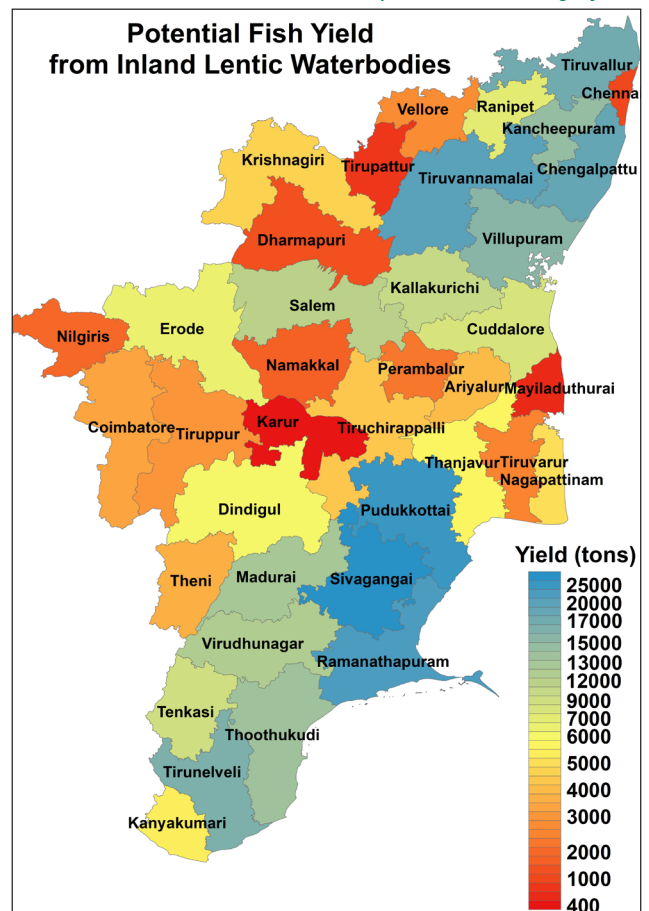 Potential Fish Yield
from Inland Lentic Waterbodies
Tiruvallur
Chenna
Vellore
Ranipet
Kancheepuram
Krishnagiri
Tirupattur
Tiruvannamalai
Chengalpattu
Dharmapuri
Villupuram
Kallakurichi
Salem
Nilgiris
Erode
Cuddalore
Namakkal
Perambalur
Ariyalur
Mayiladuthurai
Coimbatore
Tiruppur
Karur
Tiruchirappalli
Thanjavur
Tiruvarur
Nagapattinam
Dindigul
Pudukkottai
Theni
Madurai
Sivagangai
Virudhunagar
Ramanathapuram
Tenkasi
Thoothukudi
Tirunelveli
Kanyakumari
Yield (tons)
25000
20000
17000
15000
13000
12000
9000
7000
6000
5000
4000
3000
2000
1000
400